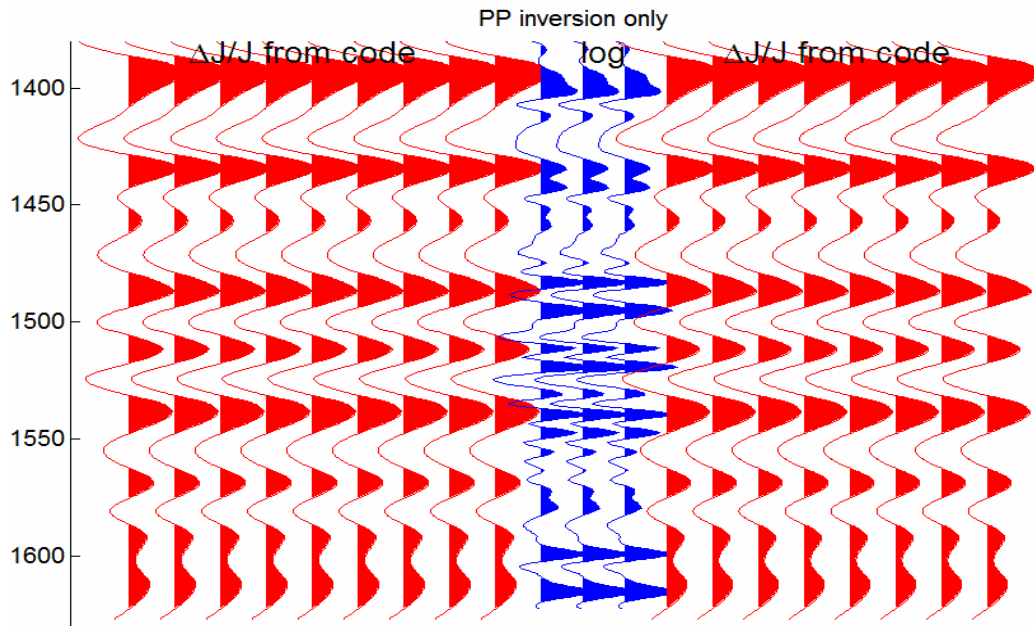 PP inversion only
ΔJ/J from code log ΔJ/J from code
1400
1450
1500
1550
1600